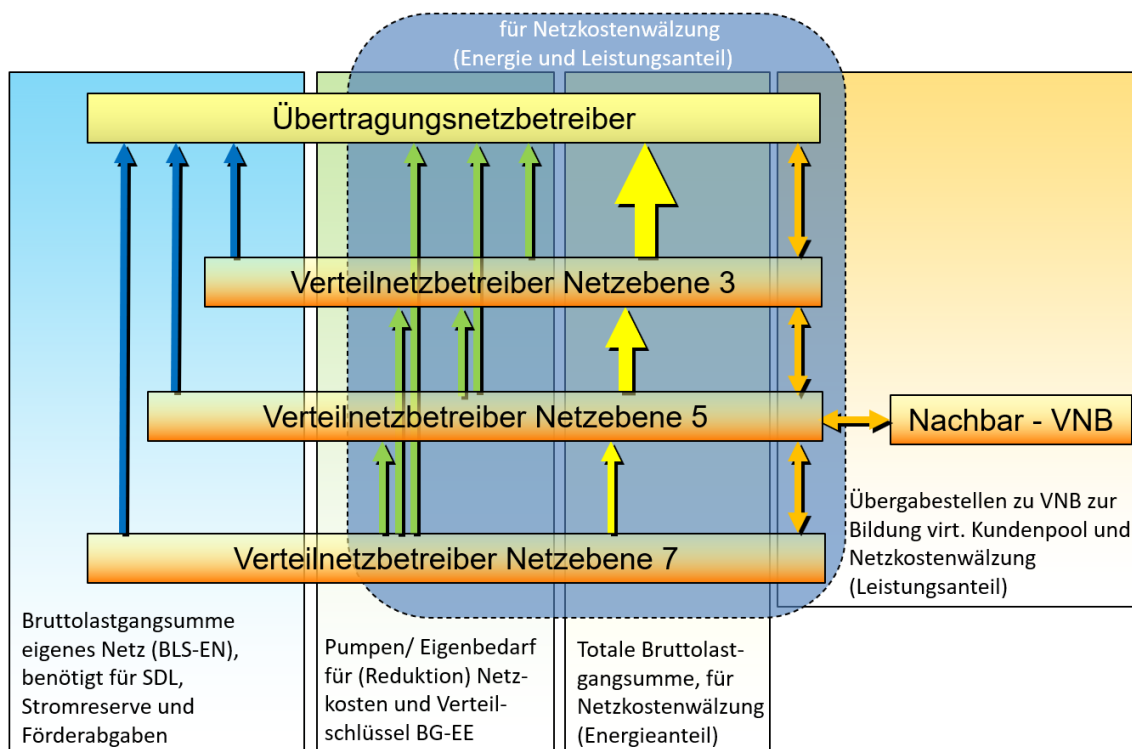 für Netzkostenwälzung
(Energie und Leistungsanteil)
Übertragungsnetzbetreiber
Verteilnetzbetreiber Netzebene 3
Verteilnetzbetreiber Netzebene 5
Nachbar - VNB
Verteilnetzbetreiber Netzebene 7
Bruttolastgangsumme
eigenes Netz (BLS-EN),
benötigt für SDL,
Stromreserve und
Förderabgaben
Pumpen/ Eigenbedarf
für (Reduktion) Netz-
kosten und Verteil-
schlüssel BG-EE
Totale Bruttolast-
gangsumme, für
Netzkostenwälzung
(Energieanteil)
Übergabestellen zu VNB zur
Bildung virt. Kundenpool und
Netzkostenwälzung
(Leistungsanteil)